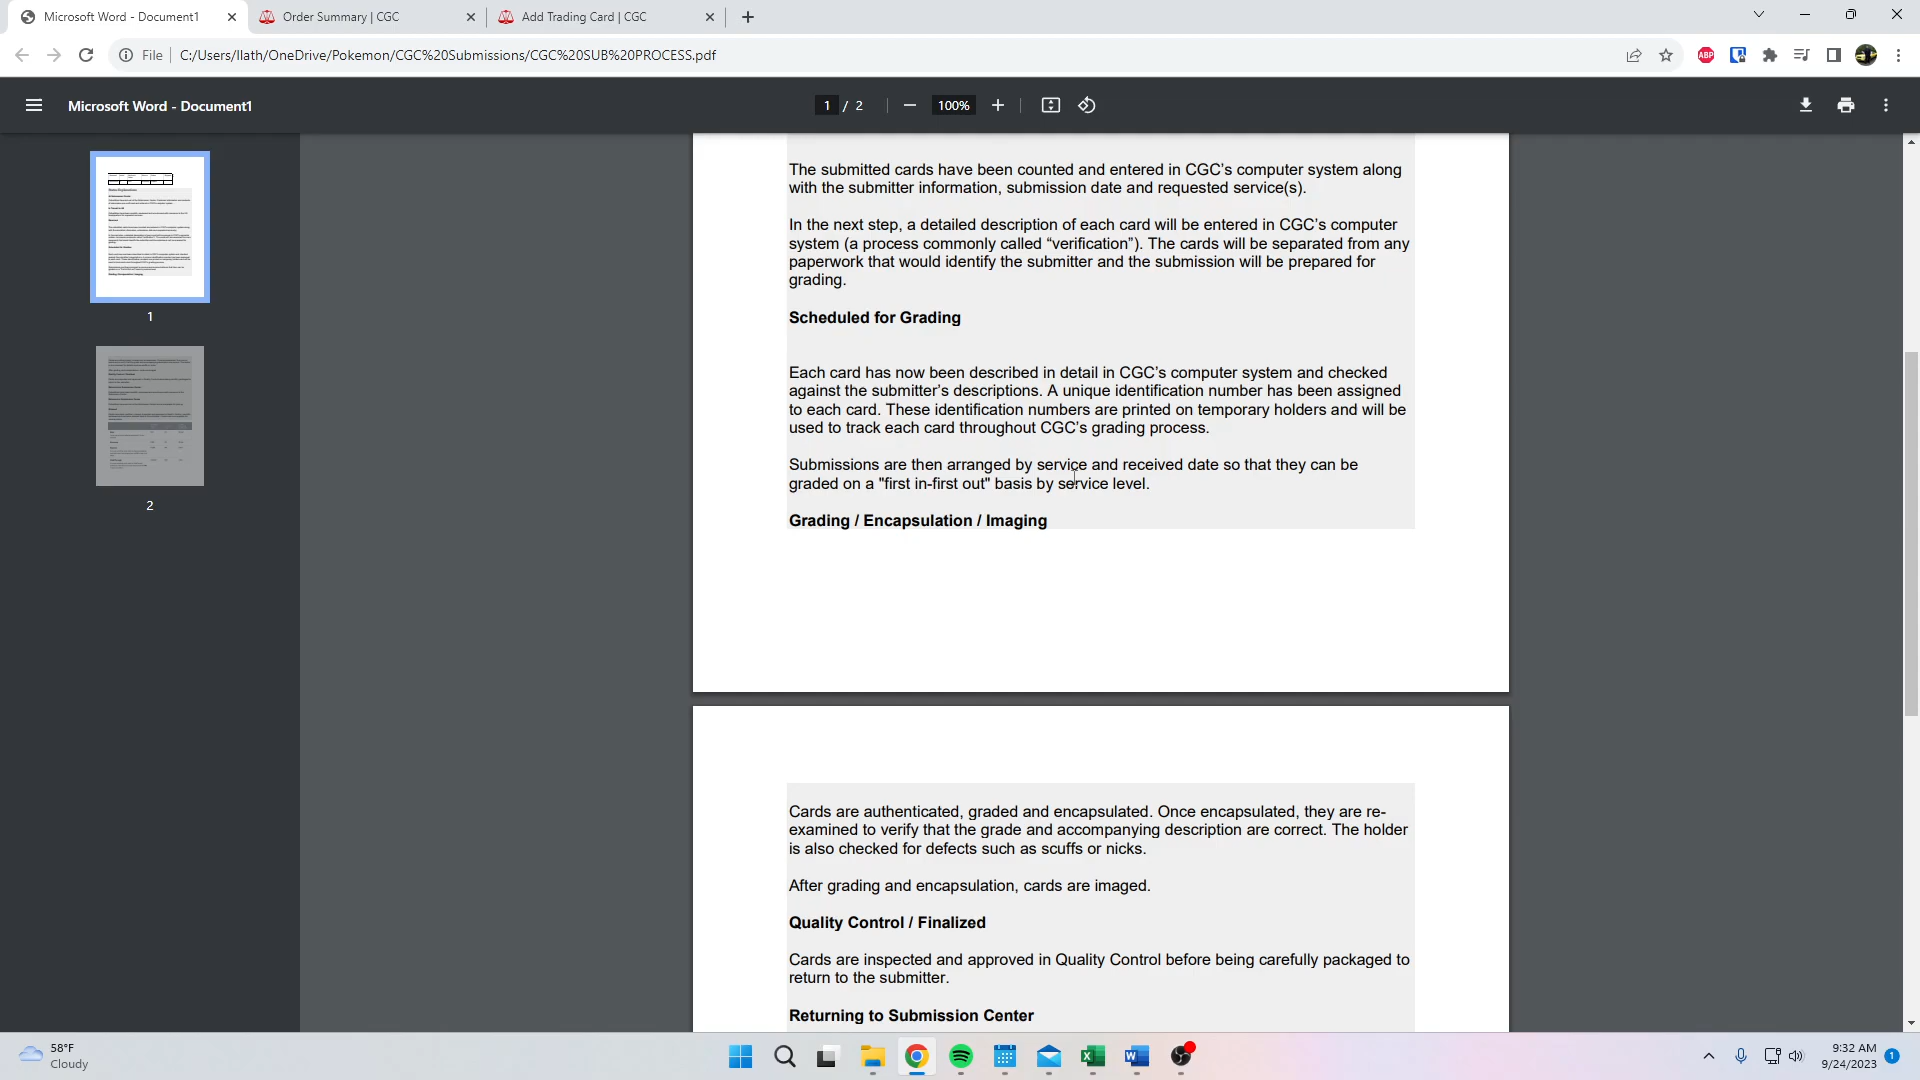 Microsoft Word - Document1
Order Summary | CGC
Add Trading Card | CGC
File
C:/Users/llath/OneDrive/Pokemon/CGC%20Submissions/CGC%20SUB%20PROCESS.pdf
ABP
Microsoft Word - Document1
1 / 2
100%
The submitted cards have been counted and entered in CGC's computer system along
with the submitter information, submission date and requested service(s).
In the next step, a detailed description of each card will be entered in CGC's computer
system (a process commonly called “verification”). The cards will be separated from any
paperwork that would identify the submitter and the submission will be prepared for
grading.
Scheduled for Grading
Each card has now been described in detail in CGC's computer system and checked
against the submitter's descriptions. A unique identification number has been assigned
to each card. These identification numbers are printed on temporary holders and will be
used to track each card throughout CGC's grading process.
Submissions are then arranged by service and received date so that they can be
graded on a "first in-first out" basis by service level.
Grading / Encapsulation / Imaging
Cards are authenticated, graded and encapsulated. Once encapsulated, they are re-
examined to verify that the grade and accompanying description are correct. The holder
is also checked for defects such as scuffs or nicks.
After grading and encapsulation, cards are imaged.
Quality Control / Finalized
Cards are inspected and approved in Quality Control before being carefully packaged to
return to the submitter.
Returning to Submission Center
1
2
58°F
Cloudy
9:32 AM
9/24/2023
1